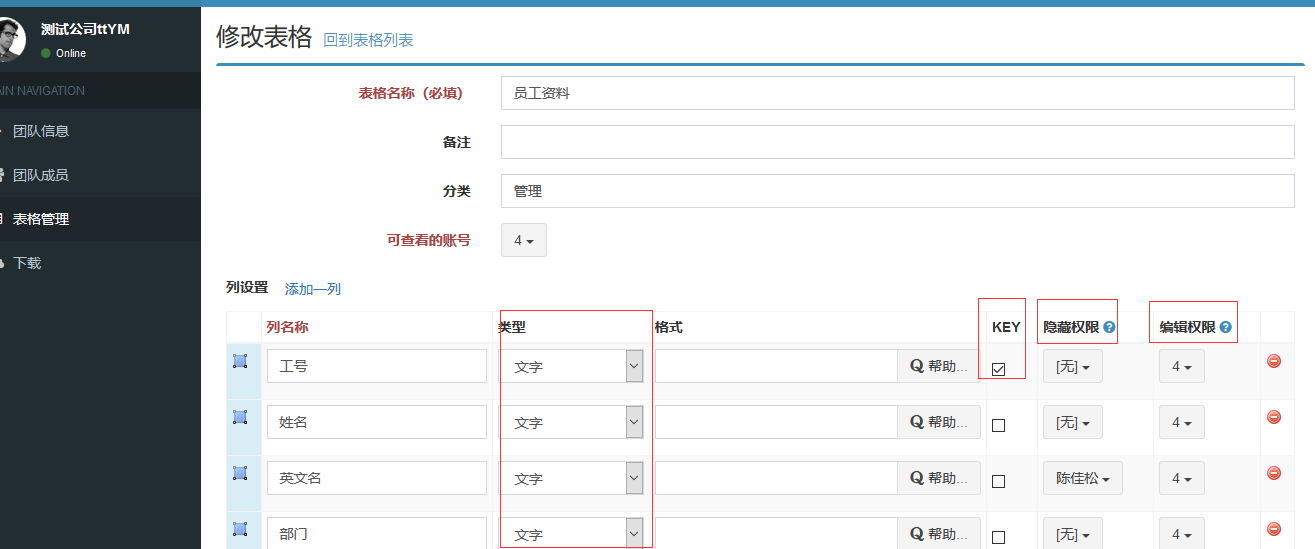 测试公司ttYM
Online
AIN NAVIGATION
团队信息
团队成员
表格管理
下载
修改表格 回到表格列表
表格名称（必填） 员工资料
备注
分类 管理
可查看的账号 4
列设置 添加一列
列名称 类型 格式 KEY 隐藏权限 ? 编辑权限 ?
工号 文字 Q 帮助... [无] 4
姓名 文字 Q 帮助... [无] 4
英文名 文字 Q 帮助... 陈佳松 4
部门 文字 Q 帮助... [无] 4